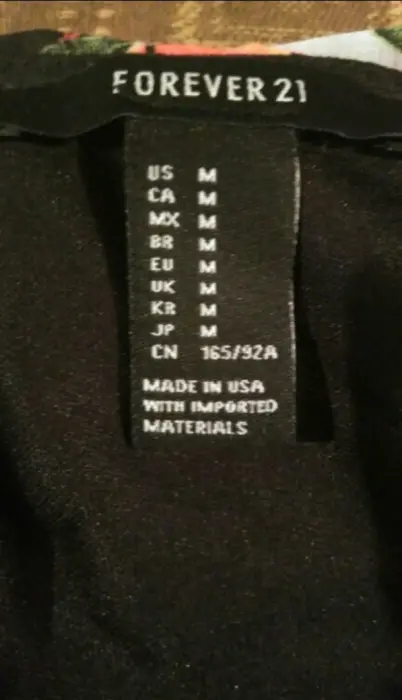 FOREVER 21
US M
CA M
MX M
BR M
EU M
UK M
KR M
JP M
CN 165/92A
MADE IN USA
WITH IMPORTED
MATERIALS